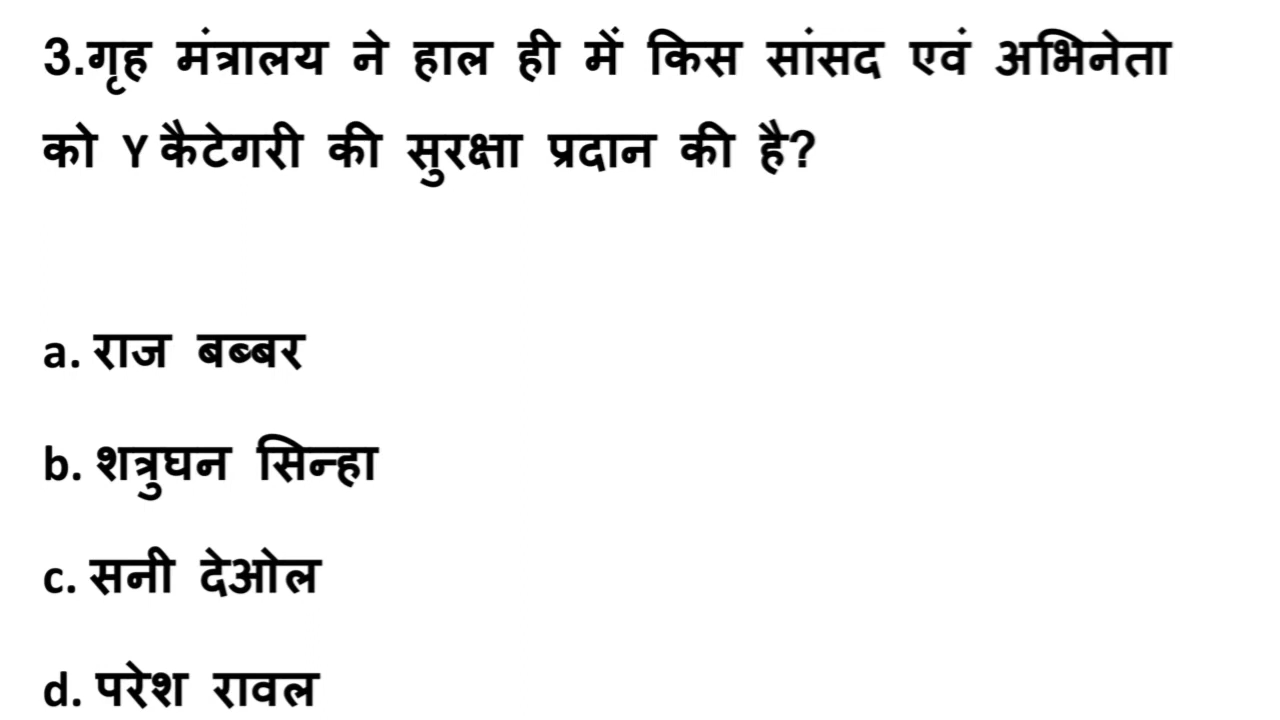 3.गृह मंत्रालय ने हाल ही में किस सांसद एवं अभिनेता
को Y कैटेगरी की सुरक्षा प्रदान की है?
a. राज बब्बर
b. शत्रुघन सिन्हा
c. सनी देओल
d. परेश रावल